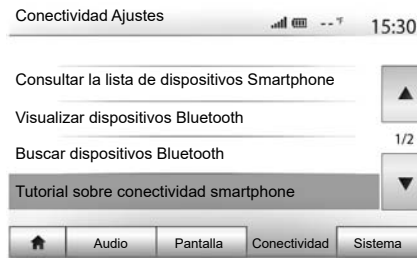 Conectividad Ajustes
-- °F 15:30
Consultar la lista de dispositivos Smartphone
Visualizar dispositivos Bluetooth
1/2
Buscar dispositivos Bluetooth
Tutorial sobre conectividad smartphone
Audio Pantalla Conectividad Sistema